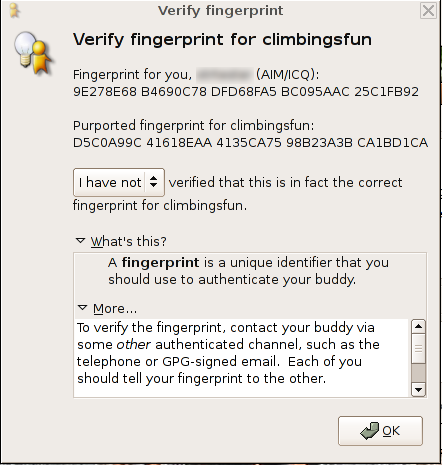 Verify fingerprint
Verify fingerprint for climbingsfun
Fingerprint for you, (AIM/ICQ):
9E278E68 B4690C78 DFD68FA5 BC095AAC 25C1FB92
Purported fingerprint for climbingsfun:
D5C0A99C 41618EAA 4135CA75 98B23A3B CA1BD1CA
I have not verified that this is in fact the correct
fingerprint for climbingsfun.
What's this?
A fingerprint is a unique identifier that you
should use to authenticate your buddy.
More...
To verify the fingerprint, contact your buddy via
some other authenticated channel, such as the
telephone or GPG-signed email. Each of you
should tell your fingerprint to the other.
OK